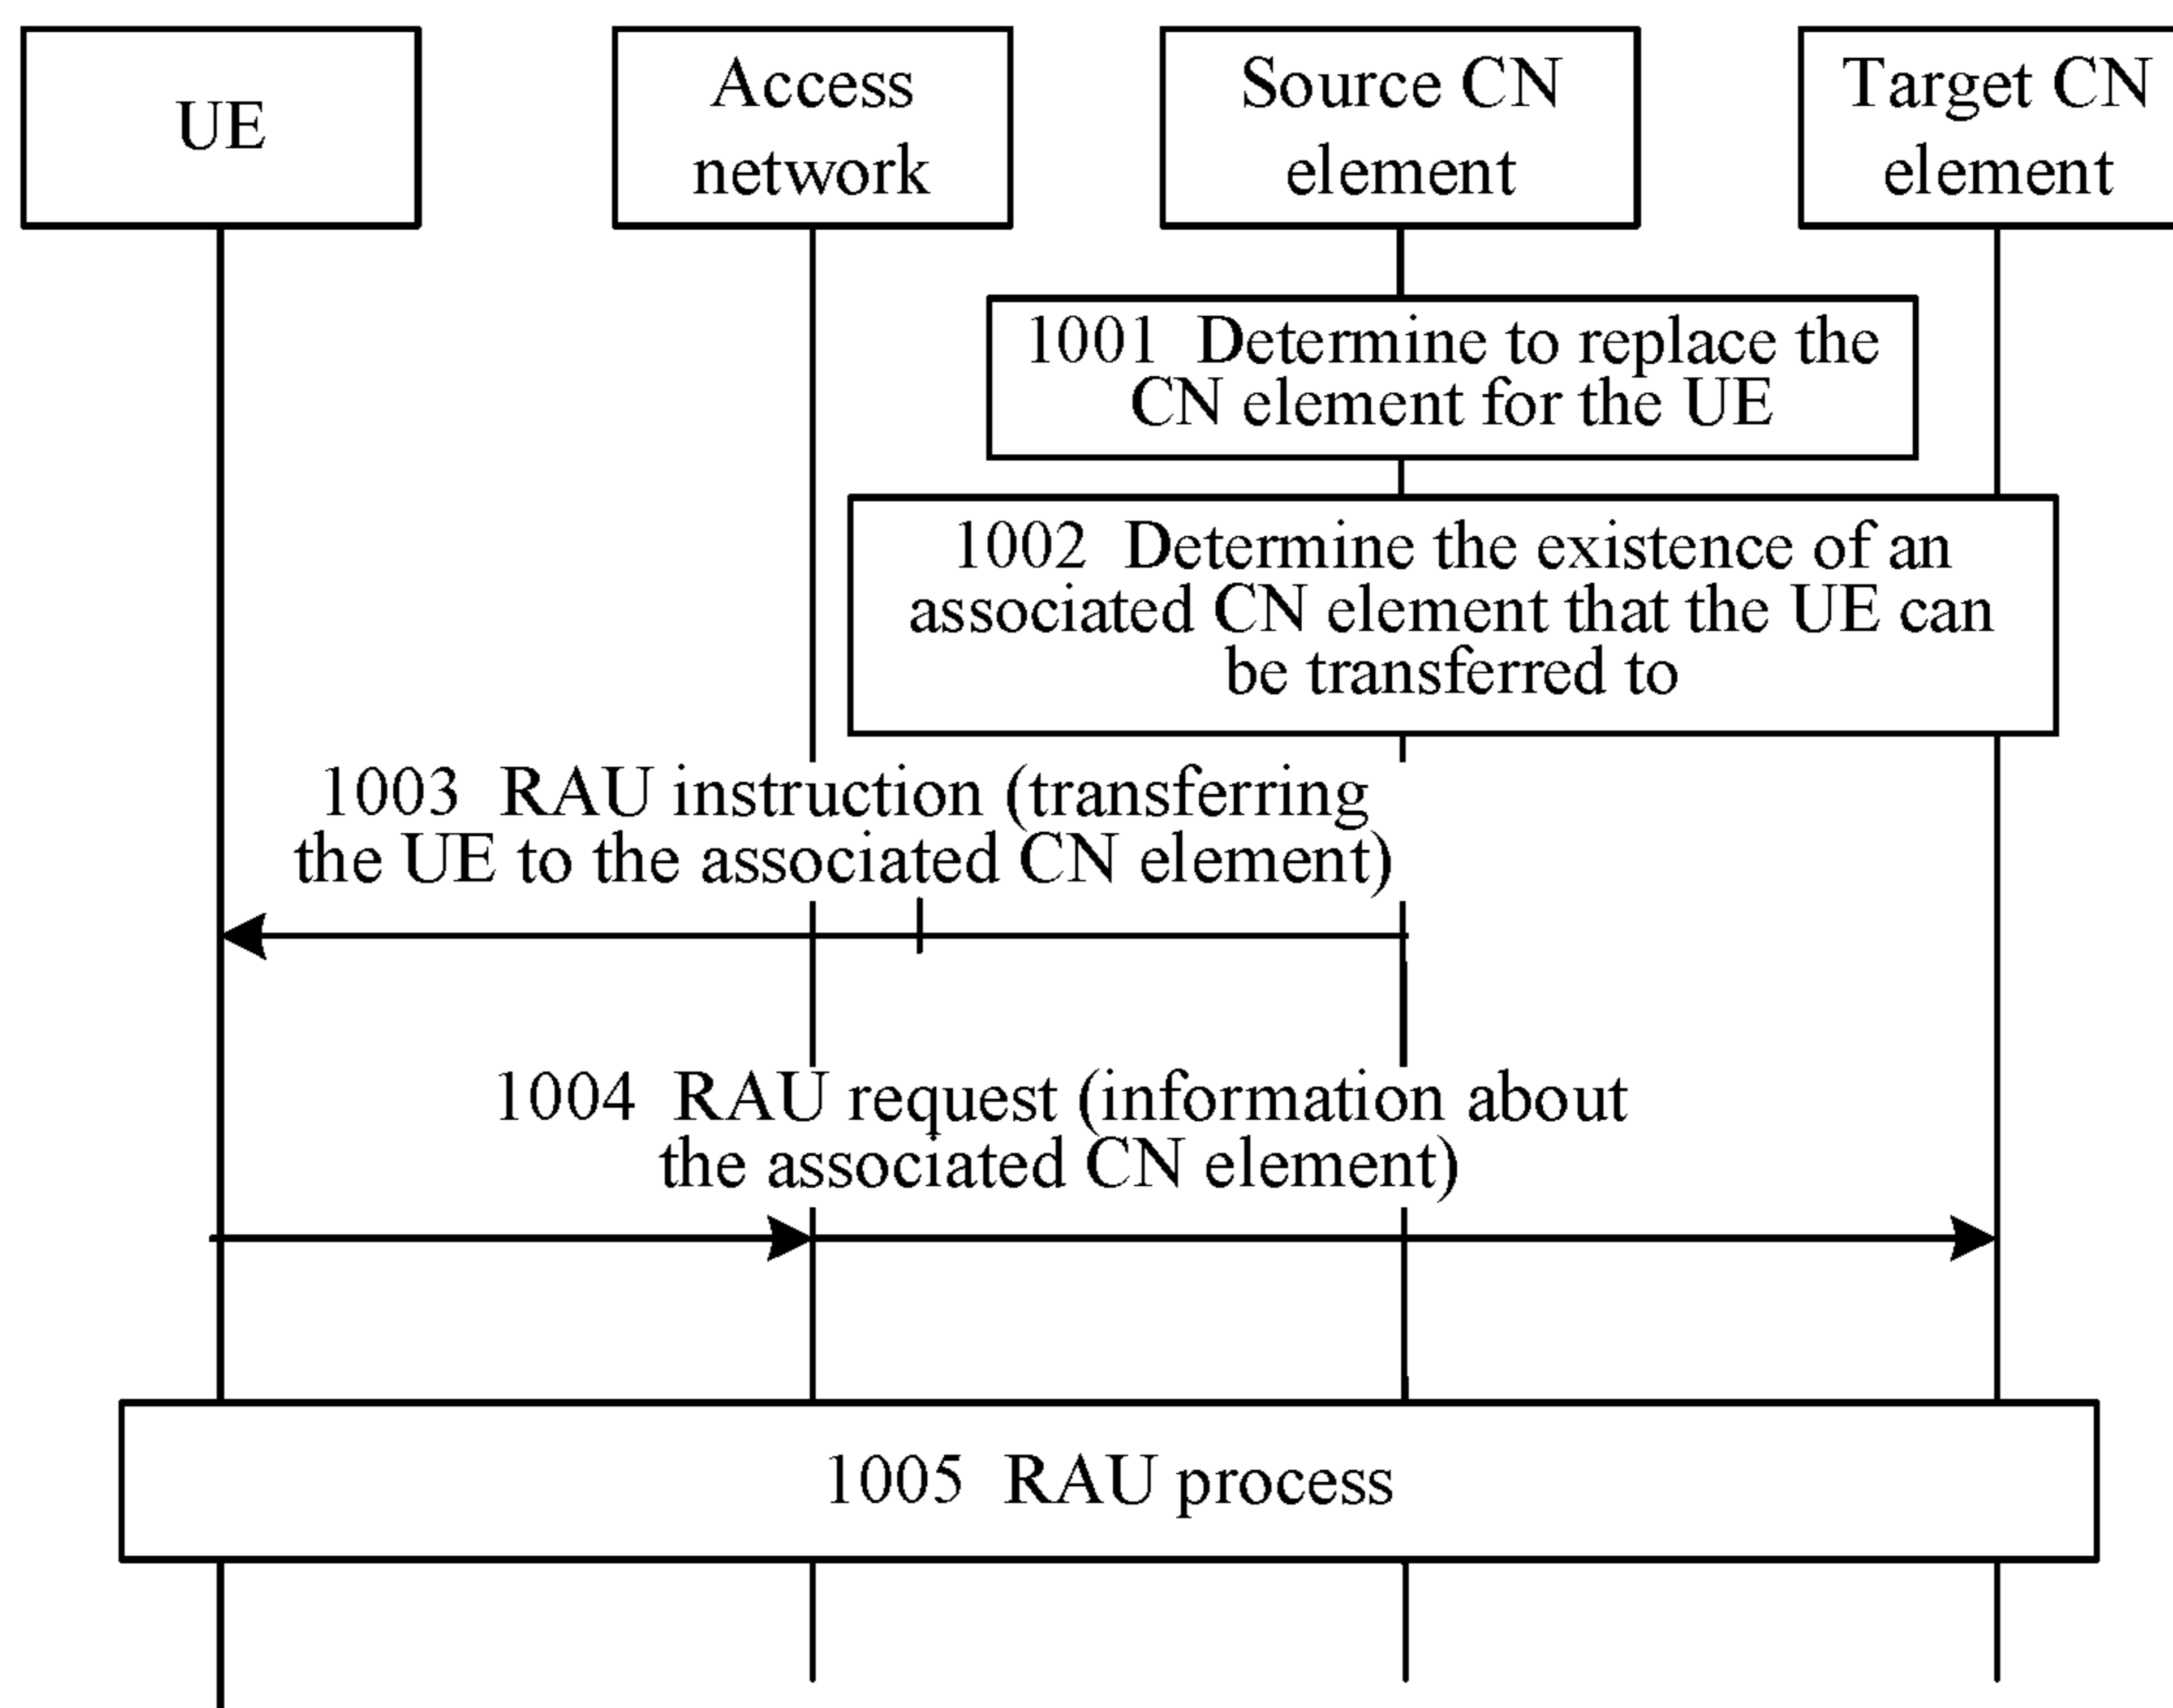 UE
Access
network
Source CN
element
Target CN
element
1001 Determine to replace the
CN element for the UE
1002 Determine the existence of an
associated CN element that the UE can
be transferred to
1003 RAU instruction (transferring
the UE to the associated CN element)
1004 RAU request (information about
the associated CN element)
1005 RAU process